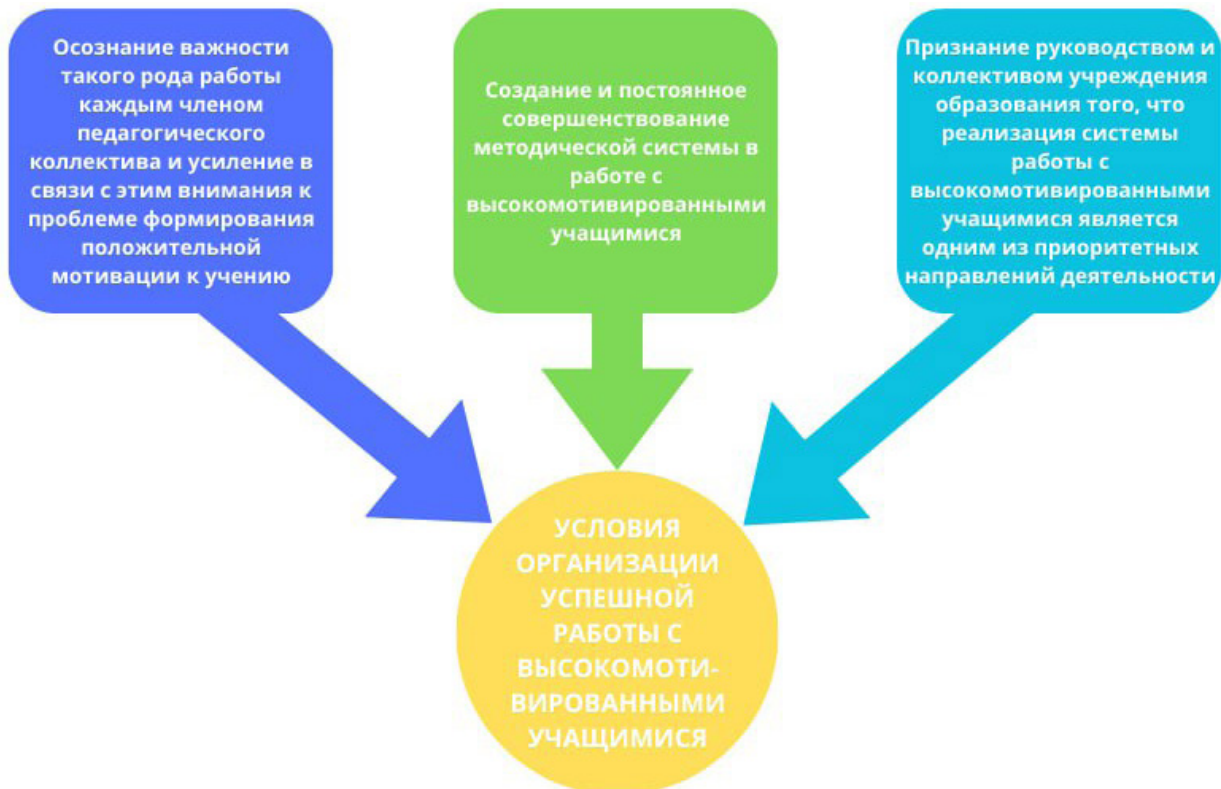 Осознание важности
такого рода работы
каждым членом
педагогического
коллектива и усиление в
связи с этим внимания к
проблеме формирования
положительной
мотивации к учению
Создание и постоянное
совершенствование
методической системы в
работе с
высокомотивированными
учащимися
Признание руководством и
коллективом учреждения
образования того, что
реализация системы
работы с
высокомотивированными
учащимися является
одним из приоритетных
направлений деятельности
УСЛОВИЯ
ОРГАНИЗАЦИИ
УСПЕШНОЙ
РАБОТЫ С
ВЫСОКОМОТИ-
ВИРОВАННЫМИ
УЧАЩИМИСЯ